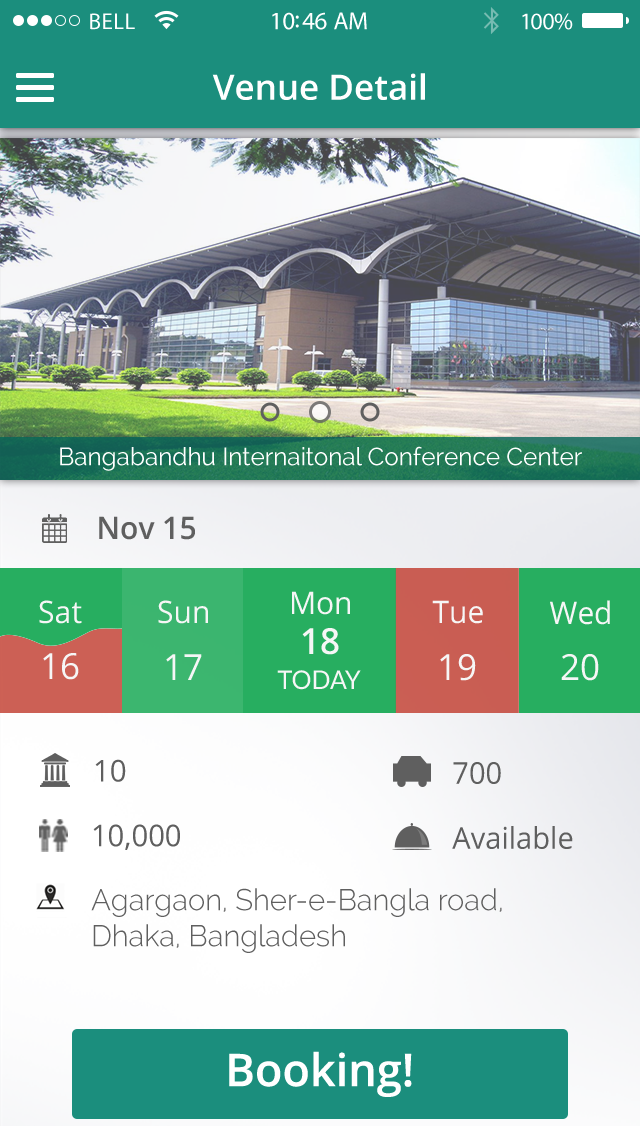 BELL 10:46 AM 100%
Venue Detail
Bangabandhu Internaitonal Conference Center
Nov 15
Sat Sun Mon Tue Wed
16 17 18 19 20
TODAY
10 700
10,000 Available
Agargaon, Sher-e-Bangla road,
Dhaka, Bangladesh
Booking!